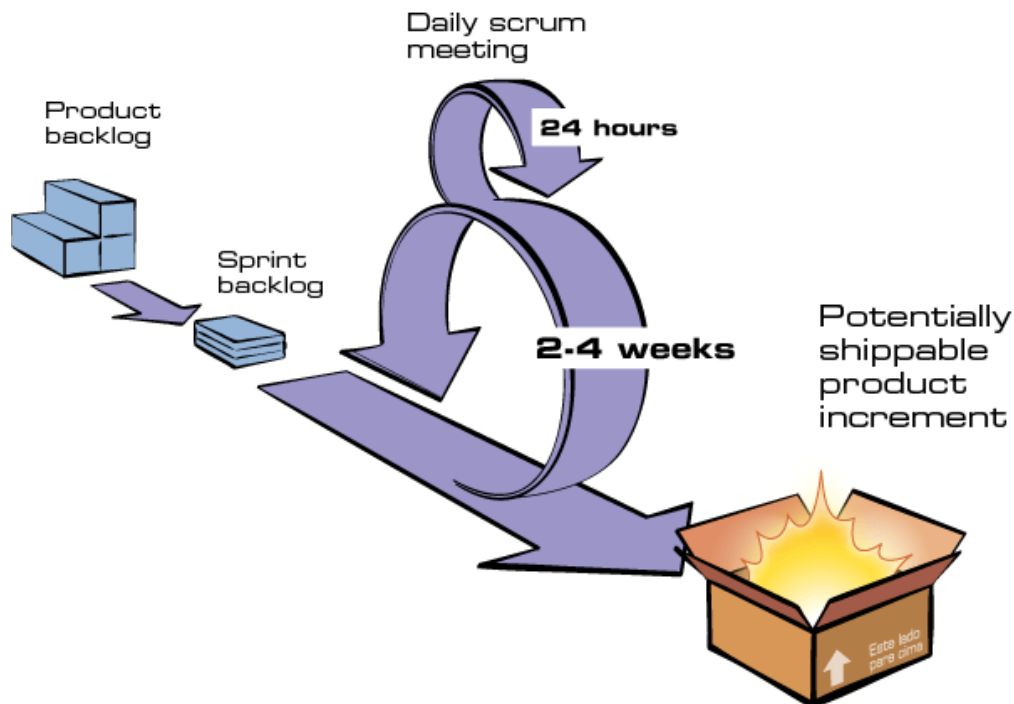 Daily scrum
meeting
24 hours
Product
backlog
Sprint
backlog
2-4 weeks
Potentially
shippable
product
increment
Este lado
para cima